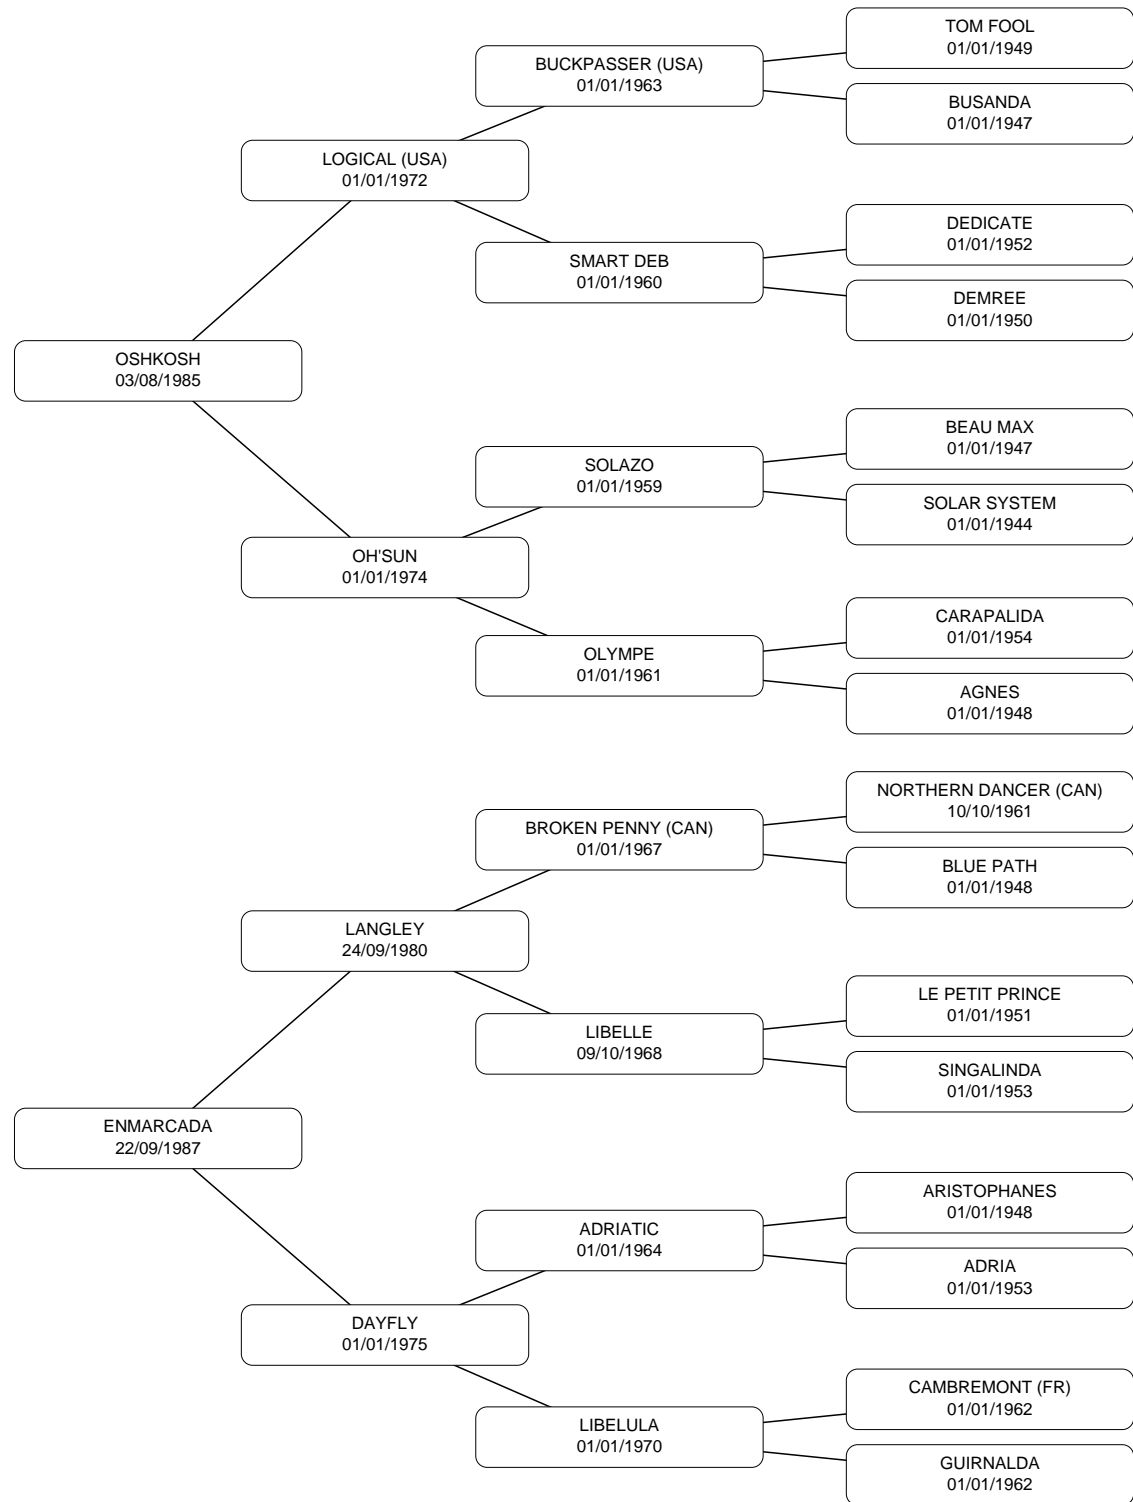 TOM FOOL
01/01/1949
BUCKPASSER (USA)
01/01/1963
BUSANDA
01/01/1947
LOGICAL (USA)
01/01/1972
DEDICATE
01/01/1952
SMART DEB
01/01/1960
DEMREE
01/01/1950
OSHKOSH
03/08/1985
BEAU MAX
01/01/1947
SOLAZO
01/01/1959
SOLAR SYSTEM
01/01/1944
OH'SUN
01/01/1974
CARAPALIDA
01/01/1954
OLYMPE
01/01/1961
AGNES
01/01/1948
NORTHERN DANCER (CAN)
10/10/1961
BROKEN PENNY (CAN)
01/01/1967
BLUE PATH
01/01/1948
LANGLEY
24/09/1980
LE PETIT PRINCE
01/01/1951
LIBELLE
09/10/1968
SINGALINDA
01/01/1953
ENMARCADA
22/09/1987
ARISTOPHANES
01/01/1948
ADRIATIC
01/01/1964
ADRIA
01/01/1953
DAYFLY
01/01/1975
CAMBREMONT (FR)
01/01/1962
LIBELULA
01/01/1970
GUIRNALDA
01/01/1962